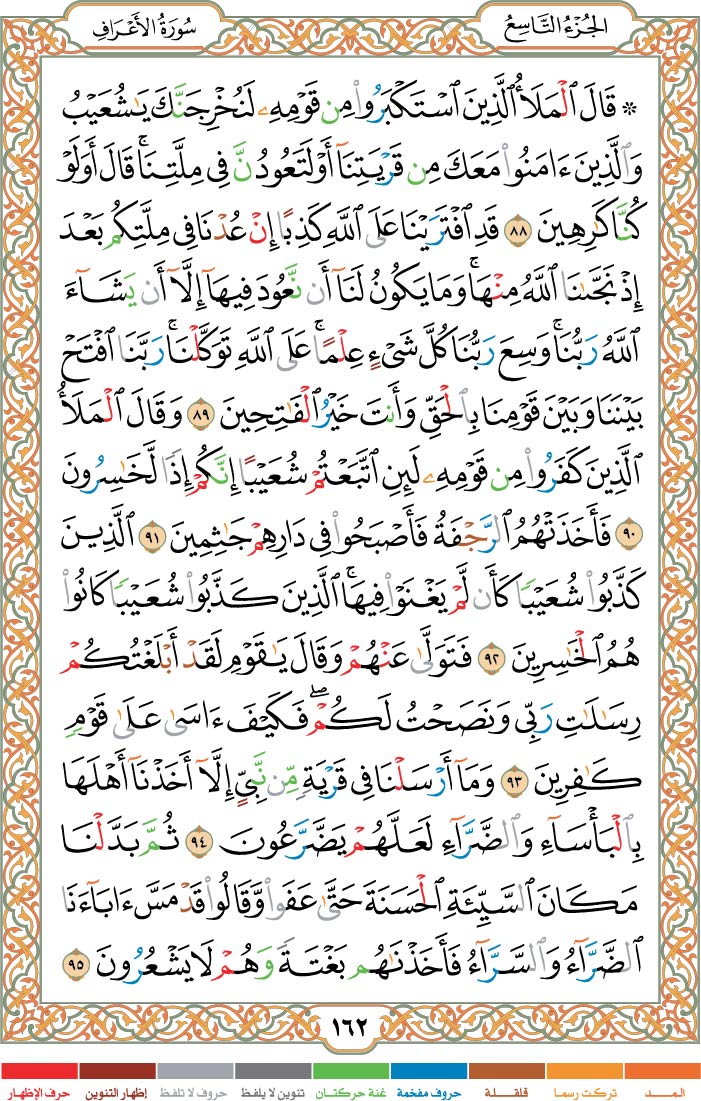 الجُزْءُ التَّاسِعُ
سُورَةُ الأَعْرَافِ
۞ قَالَ ٱلْمَلَأُ ٱلَّذِينَ ٱسْتَكْبَرُوا۟ مِن قَوْمِهِۦ لَنُخْرِجَنَّكَ يَٰشُعَيْبُ
وَٱلَّذِينَ ءَامَنُوا۟ مَعَكَ مِن قَرْيَتِنَآ أَوْ لَتَعُودُنَّ فِى مِلَّتِنَا ۚ قَالَ أَوَلَوْ
كُنَّا كَٰرِهِينَ ٨٨ قَدِ ٱفْتَرَيْنَا عَلَى ٱللَّهِ كَذِبًا إِنْ عُدْنَا فِى مِلَّتِكُم بَعْدَ
إِذْ نَجَّىٰنَا ٱللَّهُ مِنْهَا ۚ وَمَا يَكُونُ لَنَآ أَن نَّعُودَ فِيهَآ إِلَّآ أَن يَشَآءَ
ٱللَّهُ رَبُّنَا ۚ وَسِعَ رَبُّنَا كُلَّ شَىْءٍ عِلْمًا ۚ عَلَى ٱللَّهِ تَوَكَّلْنَا ۚ رَبَّنَا ٱفْتَحْ
بَيْنَنَا وَبَيْنَ قَوْمِنَا بِٱلْحَقِّ وَأَنتَ خَيْرُ ٱلْفَٰتِحِينَ ٨٩ وَقَالَ ٱلْمَلَأُ
ٱلَّذِينَ كَفَرُوا۟ مِن قَوْمِهِۦ لَئِنِ ٱتَّبَعْتُمْ شُعَيْبًا إِنَّكُمْ إِذًا لَّخَٰسِرُونَ
٩٠ فَأَخَذَتْهُمُ ٱلرَّجْفَةُ فَأَصْبَحُوا۟ فِى دَارِهِمْ جَٰثِمِينَ ٩١ ٱلَّذِينَ
كَذَّبُوا۟ شُعَيْبًا كَأَن لَّمْ يَغْنَوْا۟ فِيهَا ۚ ٱلَّذِينَ كَذَّبُوا۟ شُعَيْبًا كَانُوا۟
هُمُ ٱلْخَٰسِرِينَ ٩٢ فَتَوَلَّىٰ عَنْهُمْ وَقَالَ يَٰقَوْمِ لَقَدْ أَبْلَغْتُكُمْ
رِسَٰلَٰتِ رَبِّى وَنَصَحْتُ لَكُمْ ۖ فَكَيْفَ ءَاسَىٰ عَلَىٰ قَوْمٍ
كَٰفِرِينَ ٩٣ وَمَآ أَرْسَلْنَا فِى قَرْيَةٍ مِّن نَّبِىٍّ إِلَّآ أَخَذْنَآ أَهْلَهَا
بِٱلْبَأْسَآءِ وَٱلضَّرَّآءِ لَعَلَّهُمْ يَضَّرَّعُونَ ٩٤ ثُمَّ بَدَّلْنَا
مَكَانَ ٱلسَّيِّئَةِ ٱلْحَسَنَةَ حَتَّىٰ عَفَوا۟ وَّقَالُوا۟ قَدْ مَسَّ ءَابَآءَنَا
ٱلضَّرَّآءُ وَٱلسَّرَّآءُ فَأَخَذْنَٰهُم بَغْتَةً وَهُمْ لَا يَشْعُرُونَ ٩٥
١٦٢
المـــد
تركت رسما
قلقــلة
حروف مفخمة
غنة حركتان
تنوين لا يلفظ
حروف لا تلفظ
إظهار التنوين
حرف الإظهار